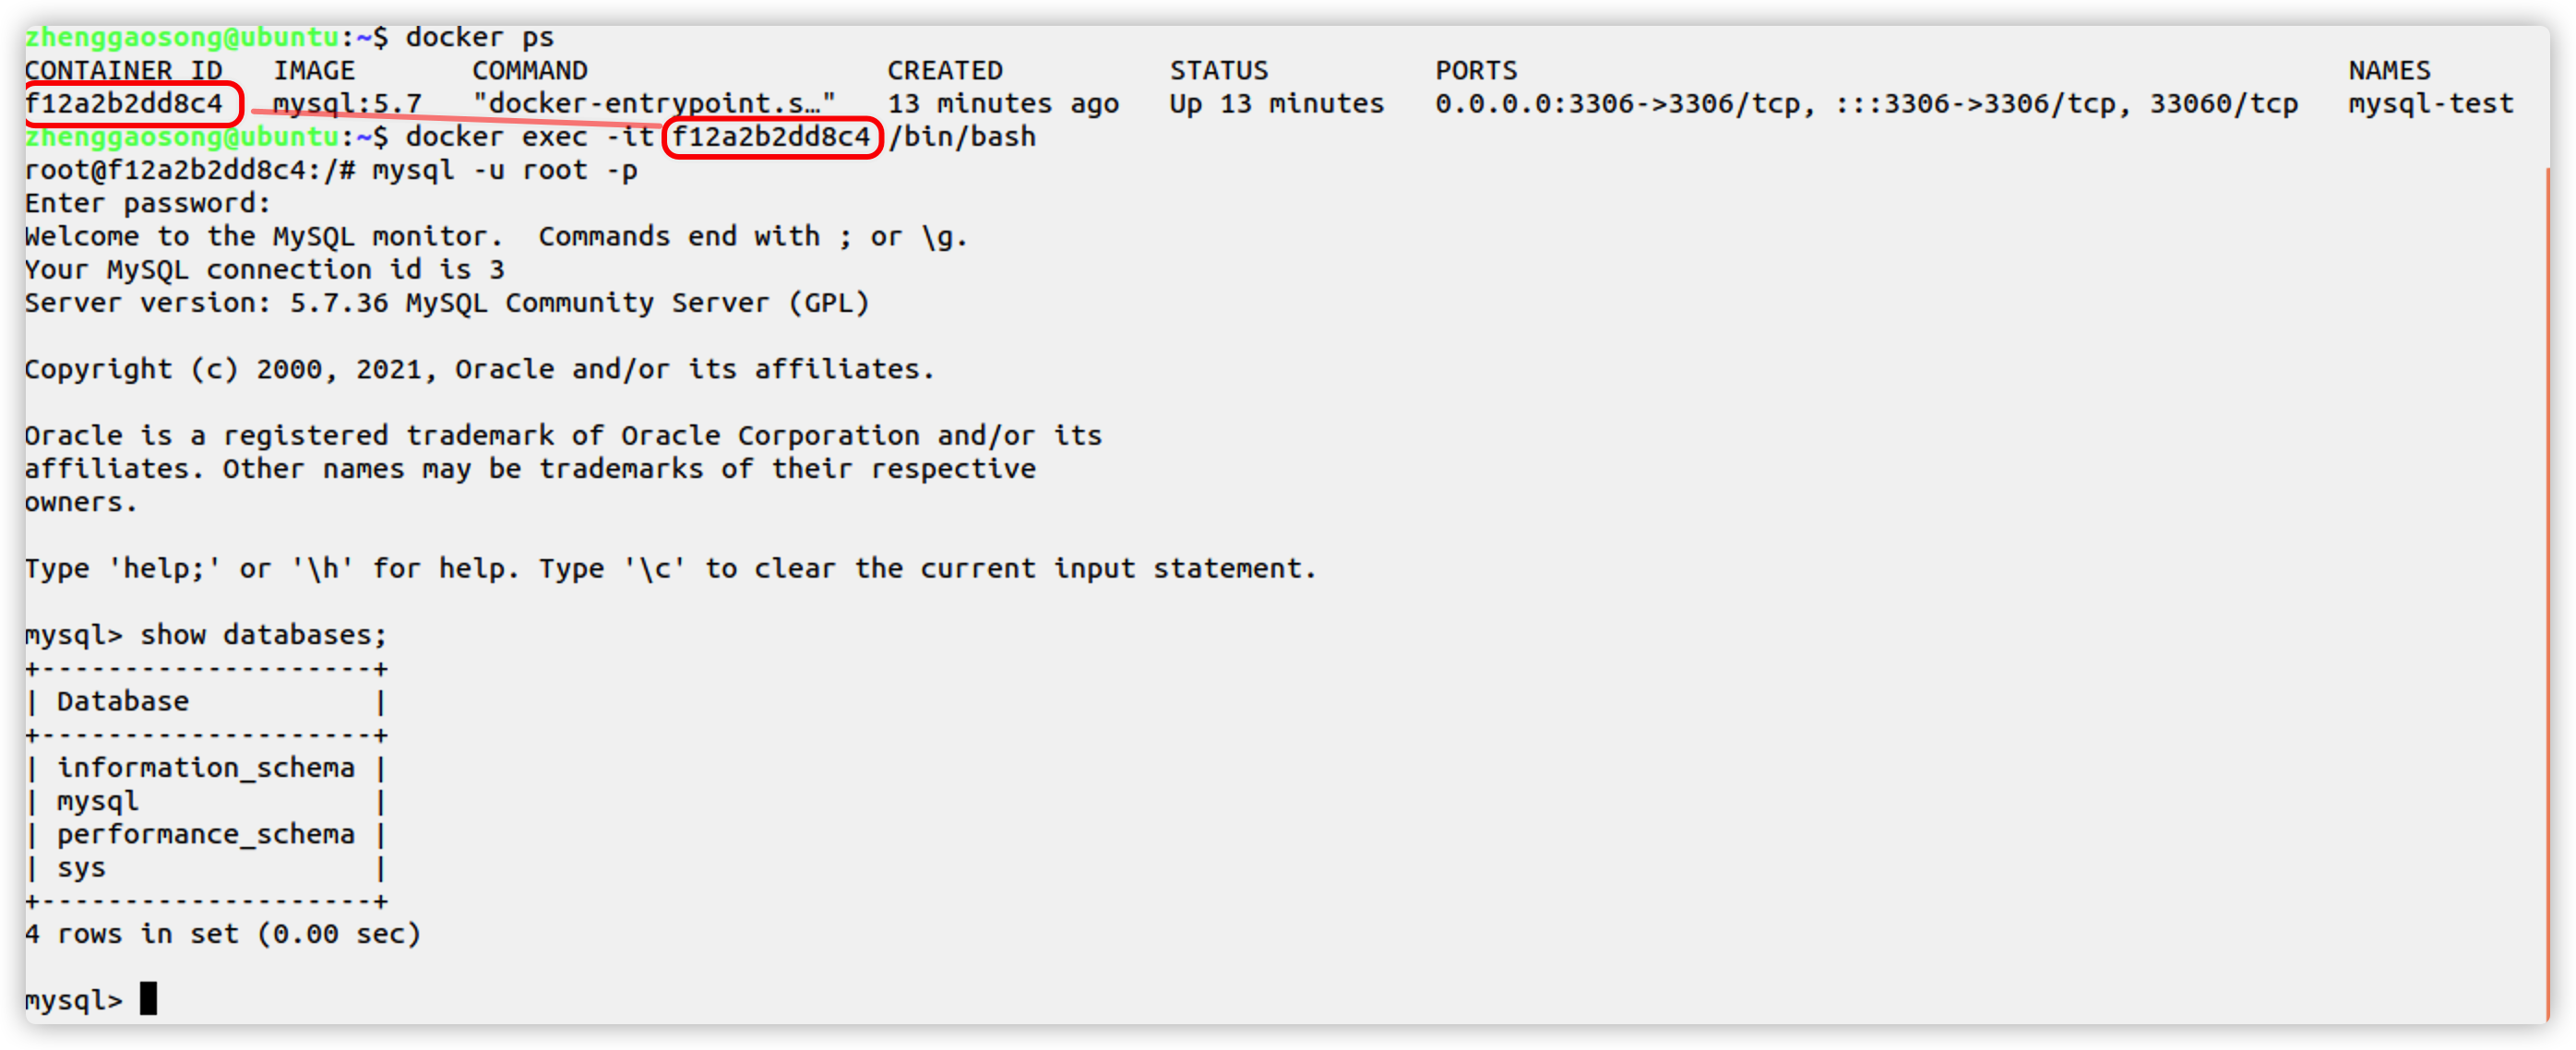 zhenggaosong@ubuntu:~$ docker ps
CONTAINER ID   IMAGE       COMMAND                  CREATED          STATUS          PORTS                                                  NAMES
f12a2b2dd8c4   mysql:5.7   "docker-entrypoint.s…"   13 minutes ago   Up 13 minutes   0.0.0.0:3306->3306/tcp, :::3306->3306/tcp, 33060/tcp   mysql-test
zhenggaosong@ubuntu:~$ docker exec -it f12a2b2dd8c4 /bin/bash
root@f12a2b2dd8c4:/# mysql -u root -p
Enter password:
Welcome to the MySQL monitor.  Commands end with ; or \g.
Your MySQL connection id is 3
Server version: 5.7.36 MySQL Community Server (GPL)
Copyright (c) 2000, 2021, Oracle and/or its affiliates.
Oracle is a registered trademark of Oracle Corporation and/or its
affiliates. Other names may be trademarks of their respective
owners.
Type 'help;' or '\h' for help. Type '\c' to clear the current input statement.
mysql> show databases;
+--------------------+
| Database           |
+--------------------+
| information_schema |
| mysql              |
| performance_schema |
| sys                |
+--------------------+
4 rows in set (0.00 sec)
mysql>